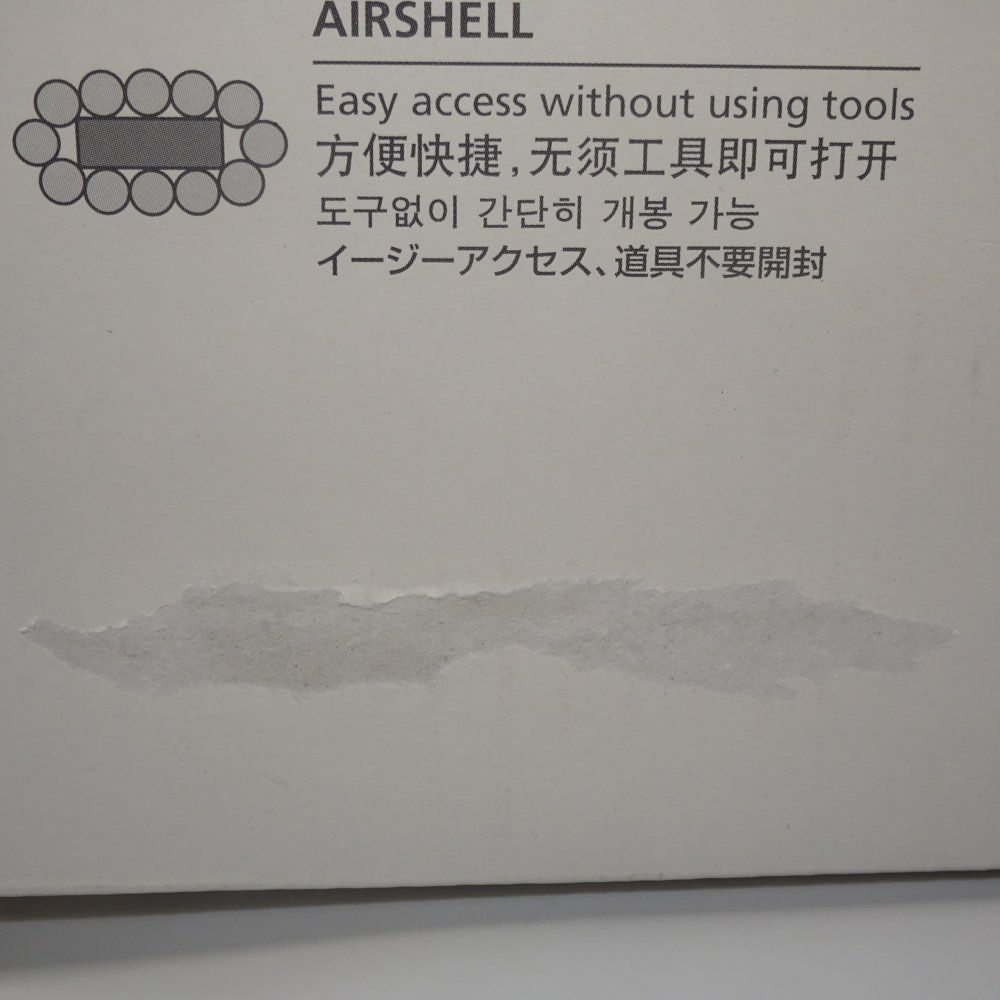 AIRSHELL
Easy access without using tools
方便快捷,无须工具即可打开
도구없이 간단히 개봉 가능
イージーアクセス、道具不要開封